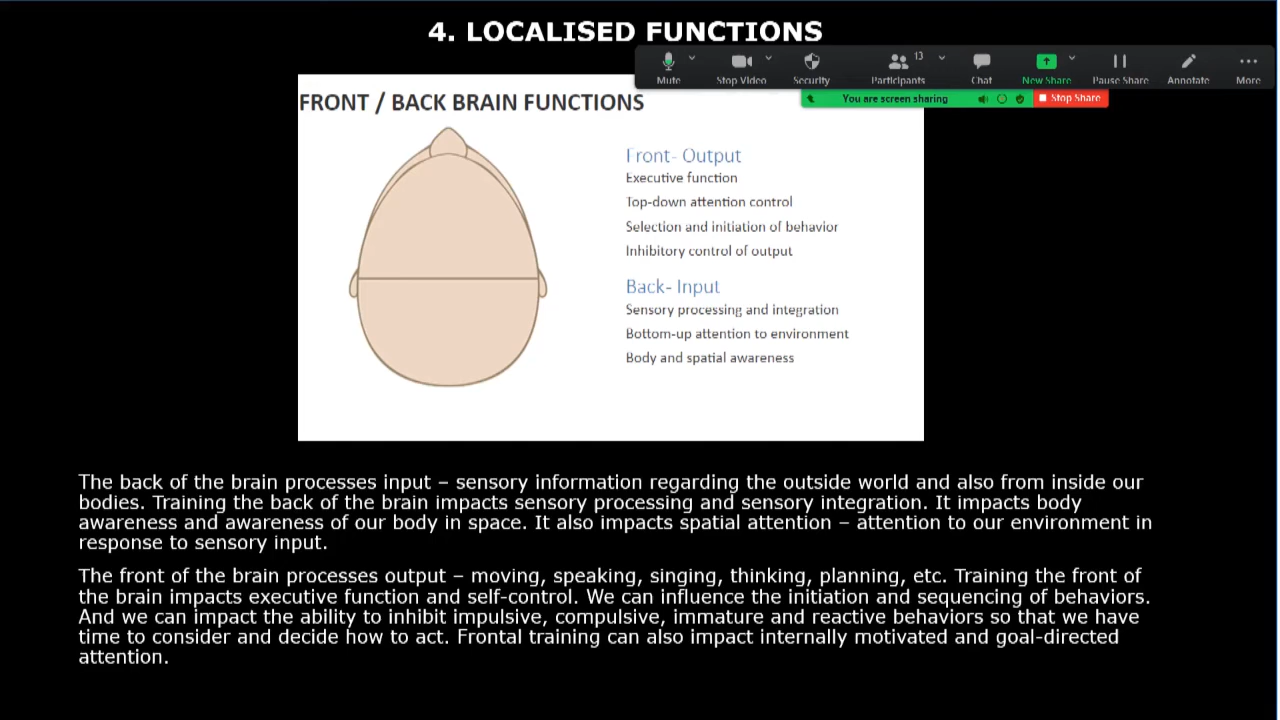 4. LOCALISED FUNCTIONS
Mute
Stop Video
Security
13
Participants
Chat
New Share
Pause Share
Annotate
More
You are screen sharing
Stop Share
FRONT / BACK BRAIN FUNCTIONS
Front- Output
Executive function
Top-down attention control
Selection and initiation of behavior
Inhibitory control of output
Back- Input
Sensory processing and integration
Bottom-up attention to environment
Body and spatial awareness
The back of the brain processes input – sensory information regarding the outside world and also from inside our
bodies. Training the back of the brain impacts sensory processing and sensory integration. It impacts body
awareness and awareness of our body in space. It also impacts spatial attention – attention to our environment in
response to sensory input.
The front of the brain processes output – moving, speaking, singing, thinking, planning, etc. Training the front of
the brain impacts executive function and self-control. We can influence the initiation and sequencing of behaviors.
And we can impact the ability to inhibit impulsive, compulsive, immature and reactive behaviors so that we have
time to consider and decide how to act. Frontal training can also impact internally motivated and goal-directed
attention.